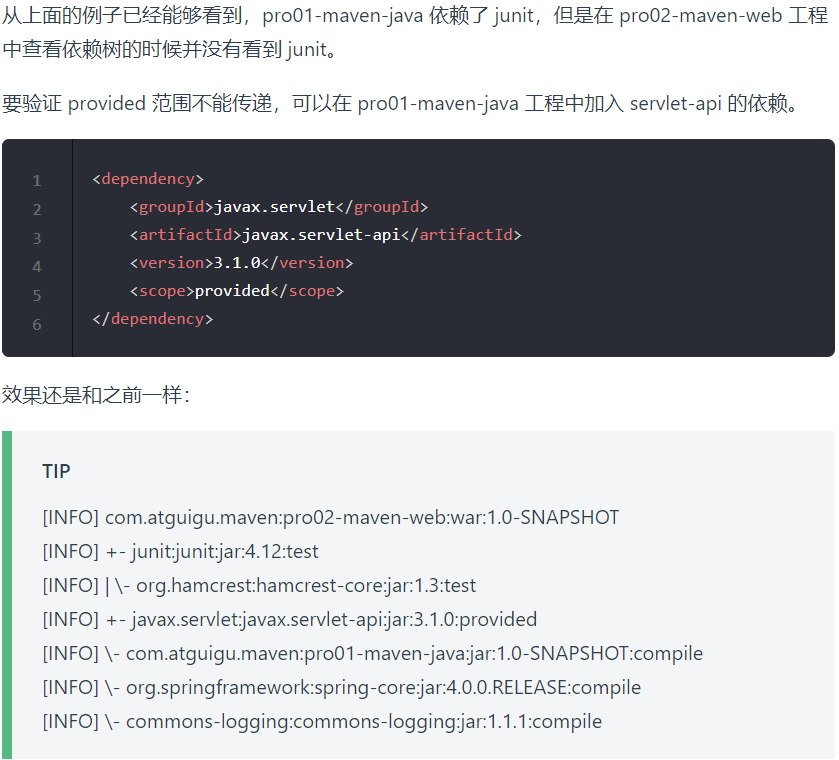 从上面的例子已经能够看到，pro01-maven-java 依赖了 junit，但是在 pro02-maven-web 工程
中查看依赖树的时候并没有看到 junit。
要验证 provided 范围不能传递，可以在 pro01-maven-java 工程中加入 servlet-api 的依赖。
1 <dependency>
2     <groupId>javax.servlet</groupId>
3     <artifactId>javax.servlet-api</artifactId>
4     <version>3.1.0</version>
5     <scope>provided</scope>
6 </dependency>
效果还是和之前一样：
TIP
[INFO] com.atguigu.maven:pro02-maven-web:war:1.0-SNAPSHOT
[INFO] +- junit:junit:jar:4.12:test
[INFO] | \- org.hamcrest:hamcrest-core:jar:1.3:test
[INFO] +- javax.servlet:javax.servlet-api:jar:3.1.0:provided
[INFO] \- com.atguigu.maven:pro01-maven-java:jar:1.0-SNAPSHOT:compile
[INFO] \- org.springframework:spring-core:jar:4.0.0.RELEASE:compile
[INFO] \- commons-logging:commons-logging:jar:1.1.1:compile